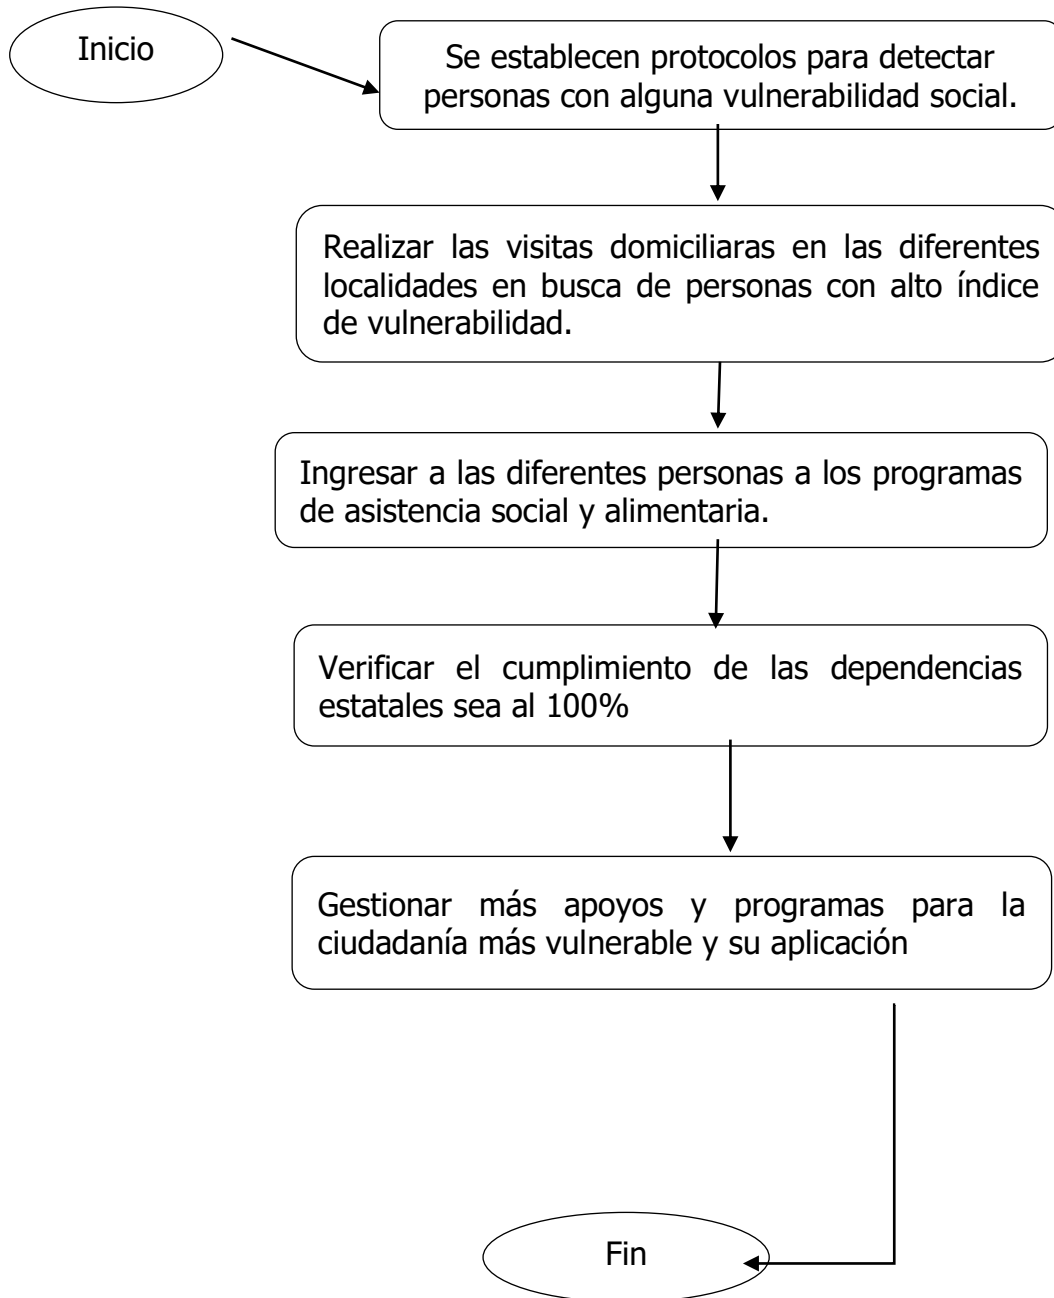 Inicio
Se establecen protocolos para detectar
personas con alguna vulnerabilidad social.
Realizar las visitas domiciliaras en las diferentes
localidades en busca de personas con alto índice
de vulnerabilidad.
Ingresar a las diferentes personas a los programas
de asistencia social y alimentaria.
Verificar el cumplimiento de las dependencias
estatales sea al 100%
Gestionar más apoyos y programas para la
ciudadanía más vulnerable y su aplicación
Fin